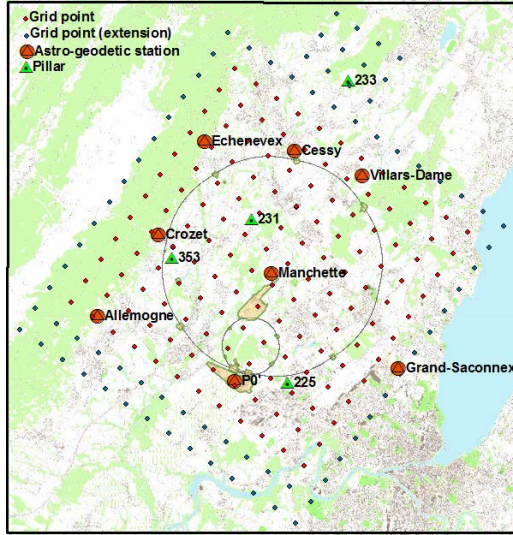 Grid point
Grid point (extension)
Astro-geodetic station
Pillar
233
Echenevex
Cessy
Villars-Dame
231
Crozet
353
Manchette
Allemogne
Grand-Saconnex
P0'
225